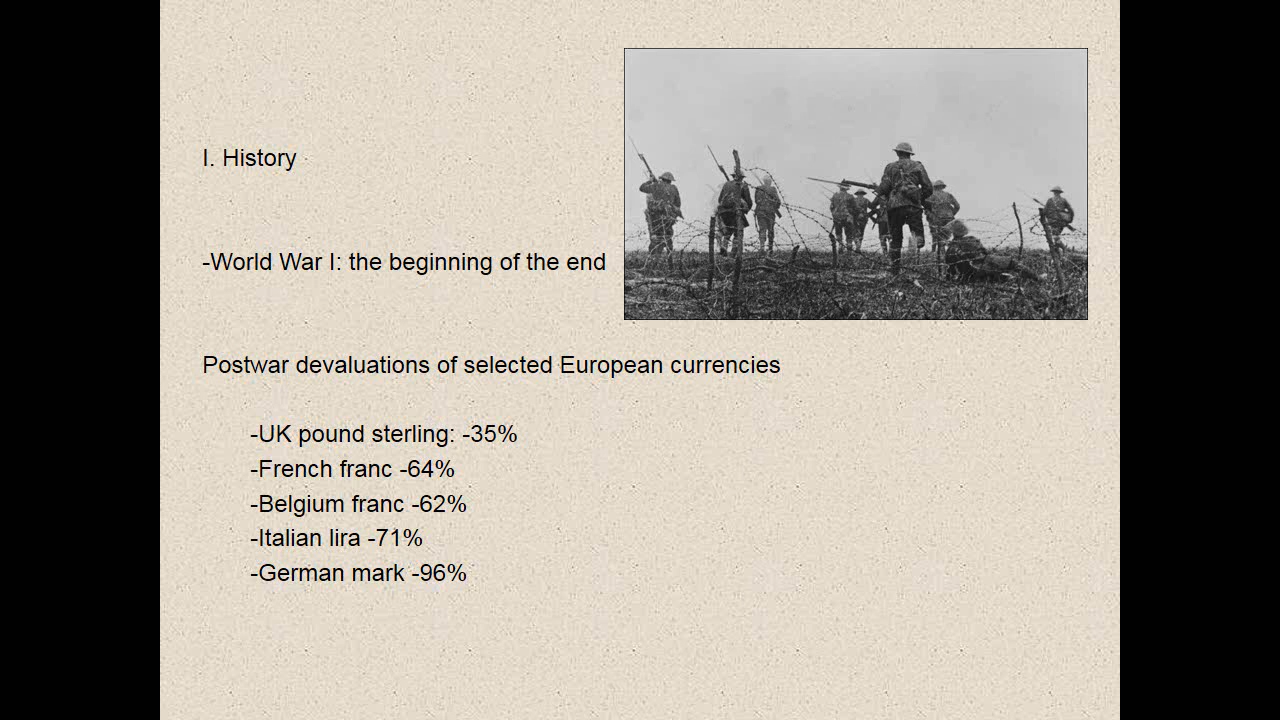 I. History
-World War I: the beginning of the end
Postwar devaluations of selected European currencies
-UK pound sterling: -35%
-French franc -64%
-Belgium franc -62%
-Italian lira -71%
-German mark -96%